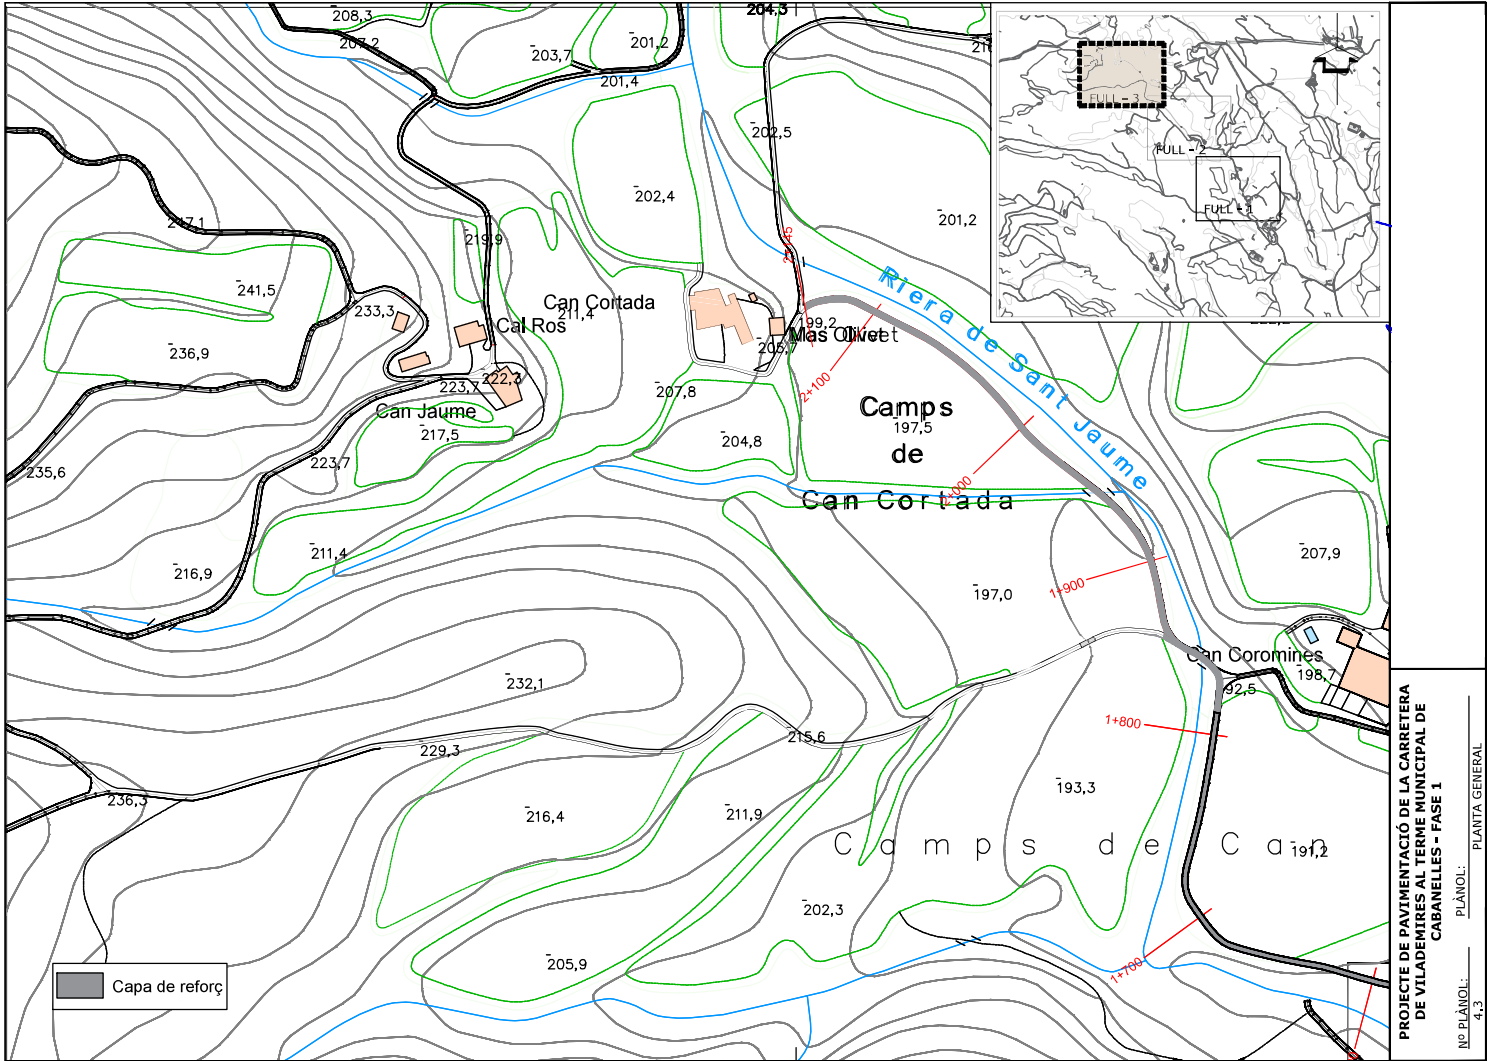 208,3
207,2
203,7
201,2
201,4
204,3
202,5
202,4
201,2
247,1
219,9
241,5
233,3
236,9
Can Cortada
211,4
Cal Ros
199,2
Mas Olivet
205,7
222,3
223,7
207,8
Can Jaume
217,5
204,8
223,7
235,6
211,4
216,9
2+100
Riera de Sant Jaume
Camps
197,5
de
Can Cortada
2+000
207,9
197,0
1+900
Can Coromines
198,7
92,5
232,1
1+800
215,6
229,3
236,3
193,3
216,4
211,9
Camps de Can
191,2
202,3
205,9
1+700
Capa de reforç
FULL - 3
FULL - 2
FULL - 1
PROJECTE DE PAVIMENTACIÓ DE LA CARRETERA
DE VILADEMIRES AL TERME MUNICIPAL DE
CABANELLES - FASE 1
Nº PLÀNOL:
4.3
PLÀNOL:
PLANTA GENERAL